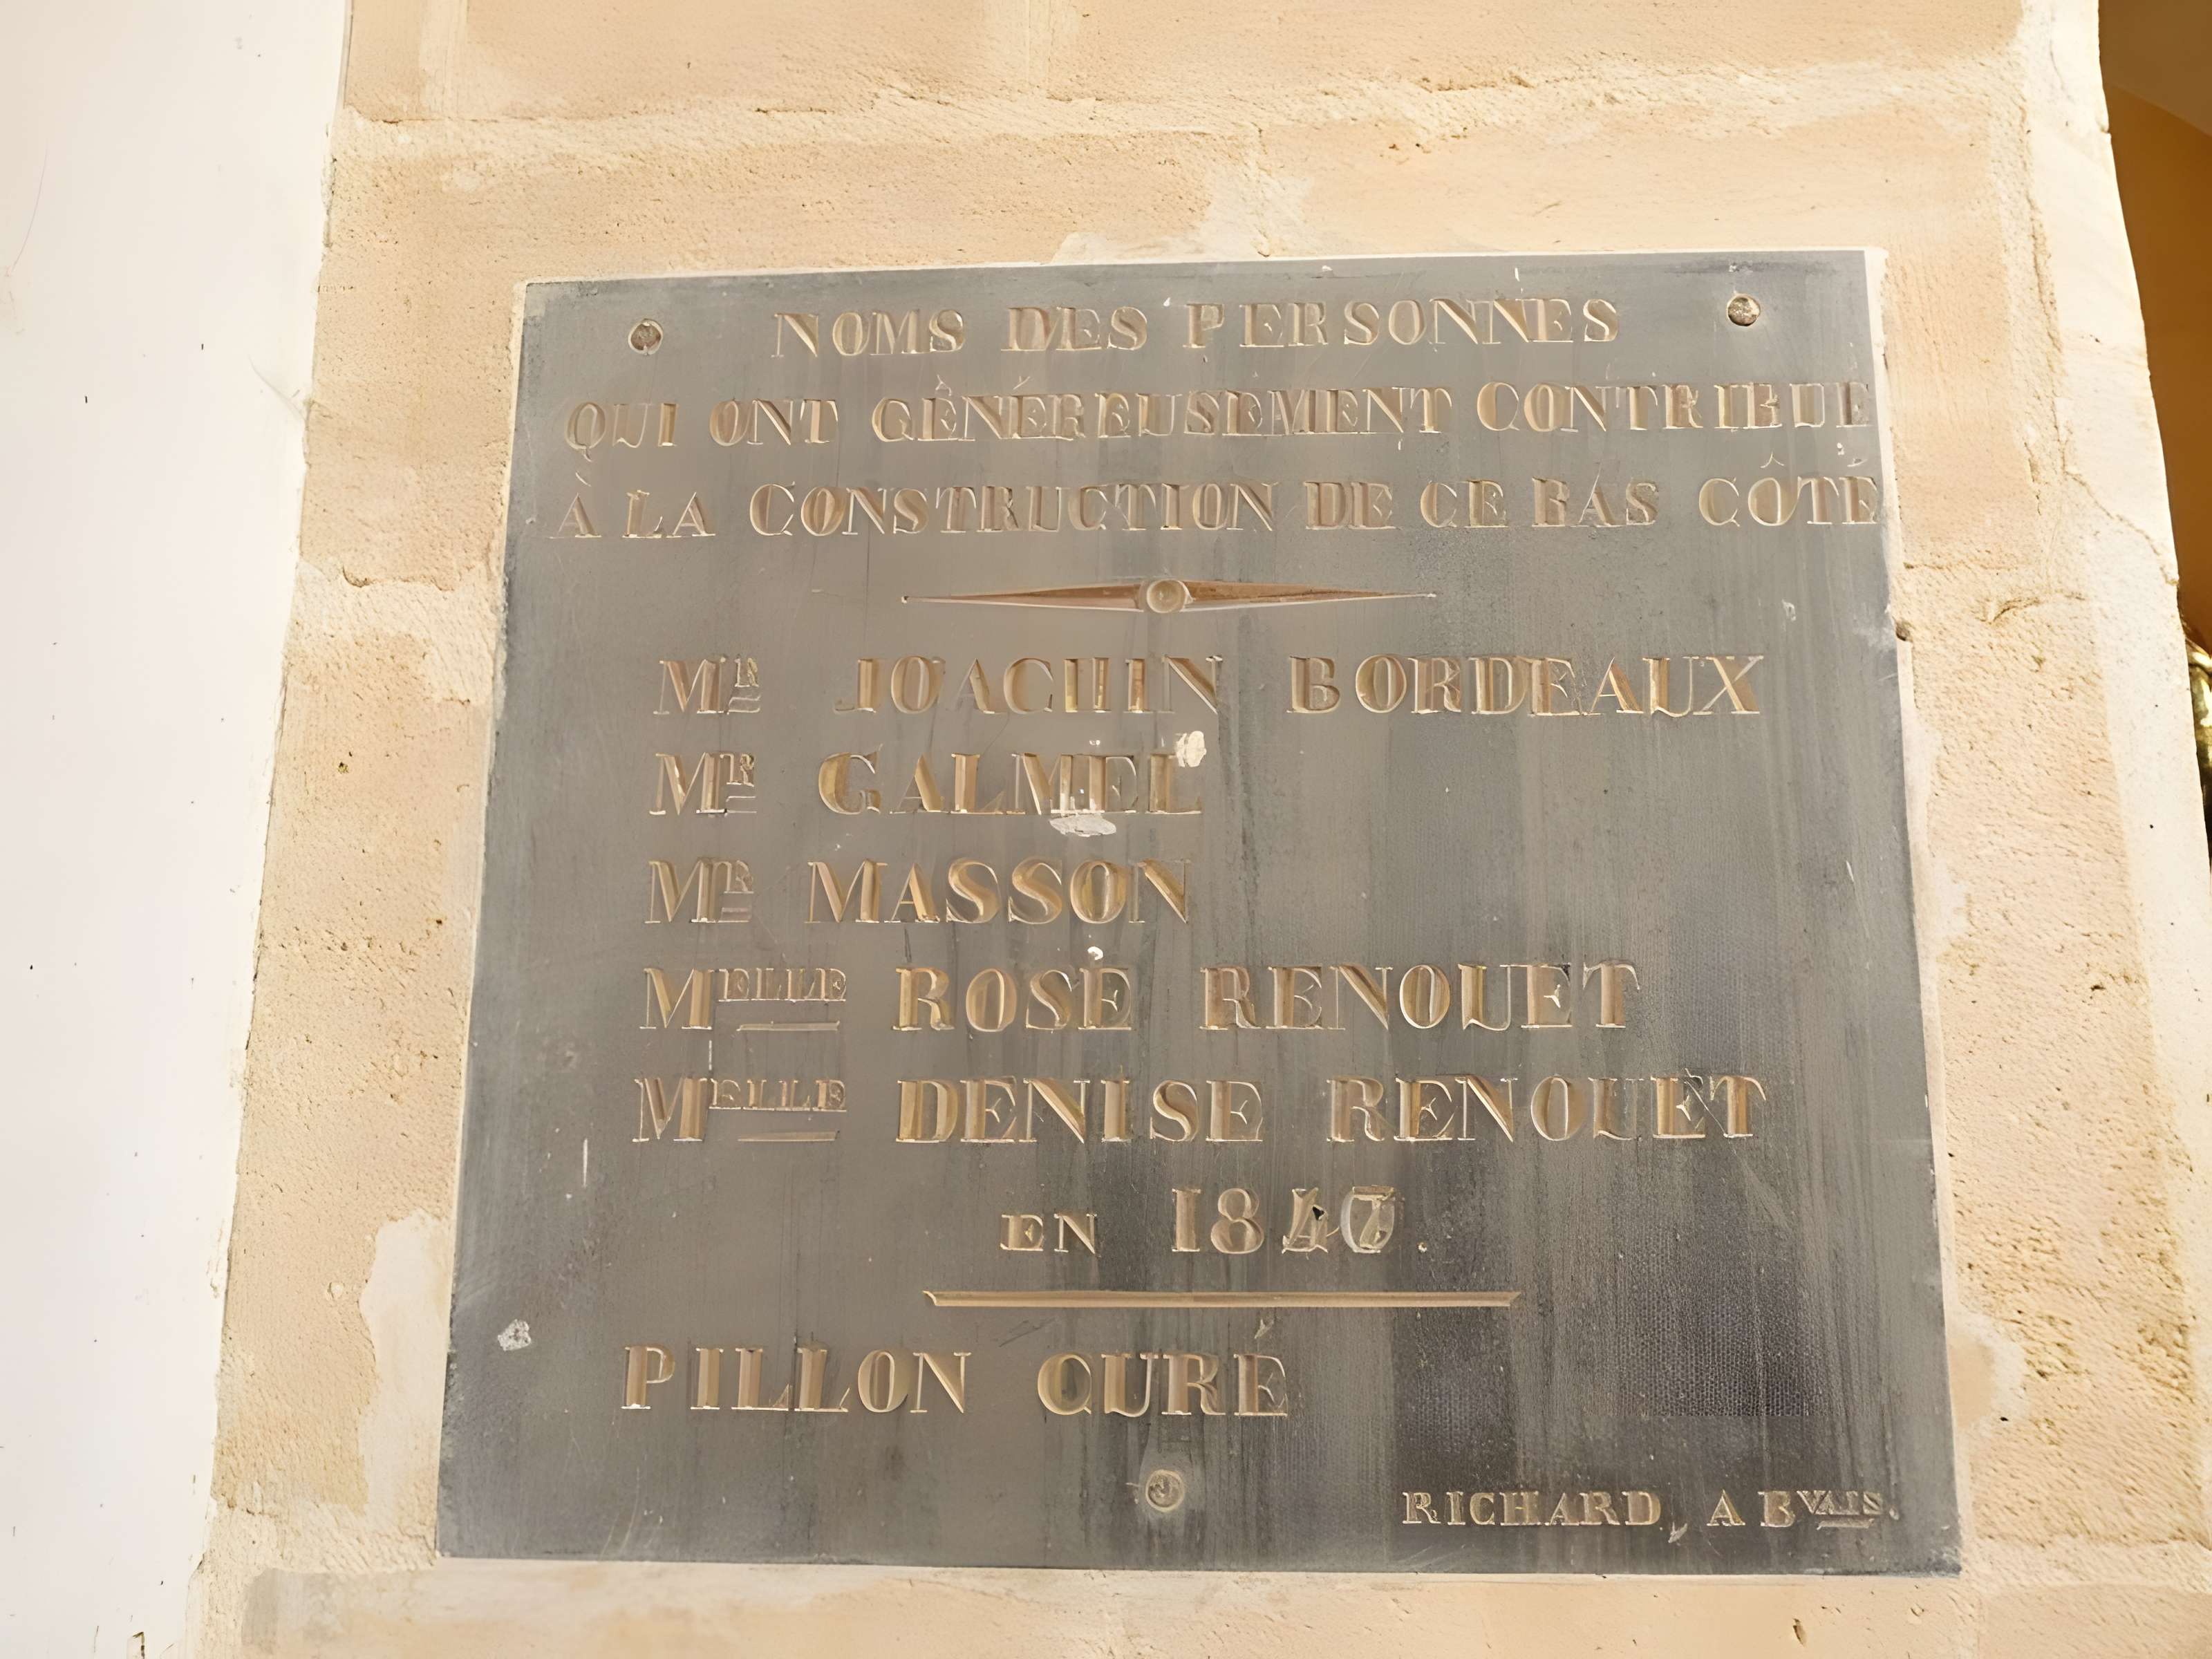 NOMS DES PERSONNES
QUI ONT GÉNÉREUSEMENT CONTRIBUÉ
À LA CONSTRUCTION DE CE BAS CÔTÉ
MR JOACHIN BORDEAUX
MR GALMEL
MR MASSON
MELLE ROSE RENOUET
MELLE DENISE RENOUET
EN 1847.
PILLON CURÉ
RICHARD, A BVAIS.